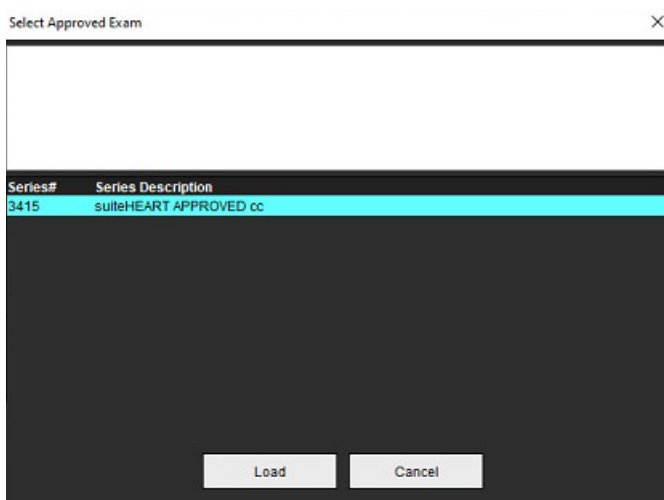 Select Approved Exam
Series# Series Description
3415 suiteHEART APPROVED cc
Load Cancel